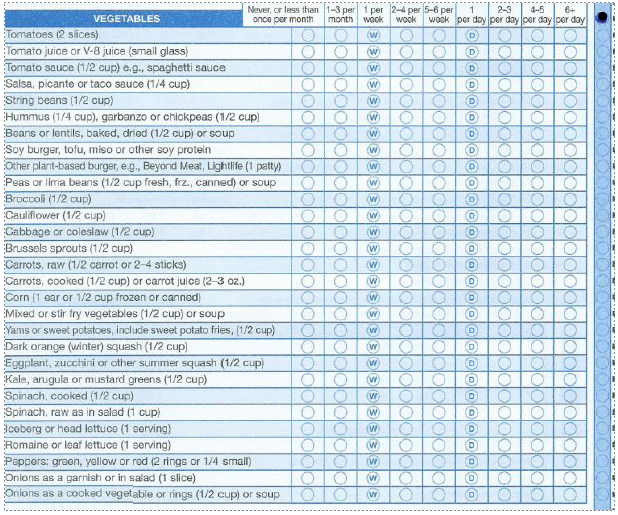 VEGETABLES
Never, or less than once per month
1–3 per month
1 per week
2–4 per week
5–6 per week
1 per day
2–3 per day
4–5 per day
6+ per day
Tomatoes (2 slices) W D
Tomato juice or V-8 juice (small glass) W D
Tomato sauce (1/2 cup) e.g., spaghetti sauce W D
Salsa, picante or taco sauce (1/4 cup) W D
String beans (1/2 cup) W D
Hummus (1/4 cup), garbanzo or chickpeas (1/2 cup) W D
Beans or lentils, baked, dried (1/2 cup) or soup W D
Soy burger, tofu, miso or other soy protein W D
Other plant-based burger, e.g., Beyond Meat, Lightlife (1 patty) W D
Peas or lima beans (1/2 cup fresh, frz., canned) or soup W D
Broccoli (1/2 cup) W D
Cauliflower (1/2 cup) W D
Cabbage or coleslaw (1/2 cup) W D
Brussels sprouts (1/2 cup) W D
Carrots, raw (1/2 carrot or 2–4 sticks) W D
Carrots, cooked (1/2 cup) or carrot juice (2–3 oz.) W D
Corn (1 ear or 1/2 cup frozen or canned) W D
Mixed or stir fry vegetables (1/2 cup) or soup W D
Yams or sweet potatoes, include sweet potato fries, (1/2 cup) W D
Dark orange (winter) squash (1/2 cup) W D
Eggplant, zucchini or other summer squash (1/2 cup) W D
Kale, arugula or mustard greens (1/2 cup) W D
Spinach, cooked (1/2 cup) W D
Spinach, raw as in salad (1 cup) W D
Iceberg or head lettuce (1 serving) W D
Romaine or leaf lettuce (1 serving) W D
Peppers: green, yellow or red (2 rings or 1/4 small) W D
Onions as a garnish or in salad (1 slice) W D
Onions as a cooked vegetable or rings (1/2 cup) or soup W D